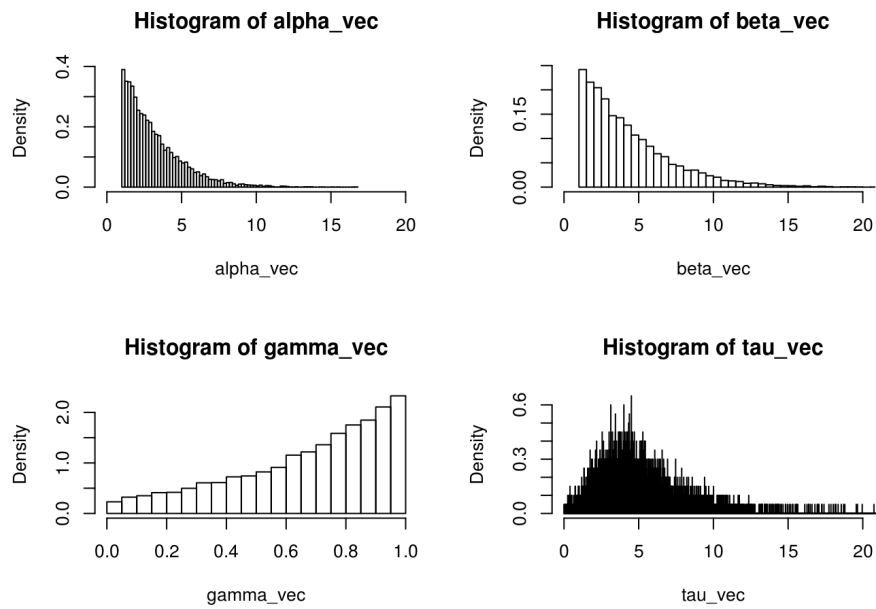 Histogram of alpha_vec
Density
0.0 0.2 0.4
0 5 10 15 20
alpha_vec
Histogram of beta_vec
Density
0.00 0.15
0 5 10 15 20
beta_vec
Histogram of gamma_vec
Density
0.0 1.0 2.0
0.0 0.2 0.4 0.6 0.8 1.0
gamma_vec
Histogram of tau_vec
Density
0.0 0.3 0.6
0 5 10 15 20
tau_vec